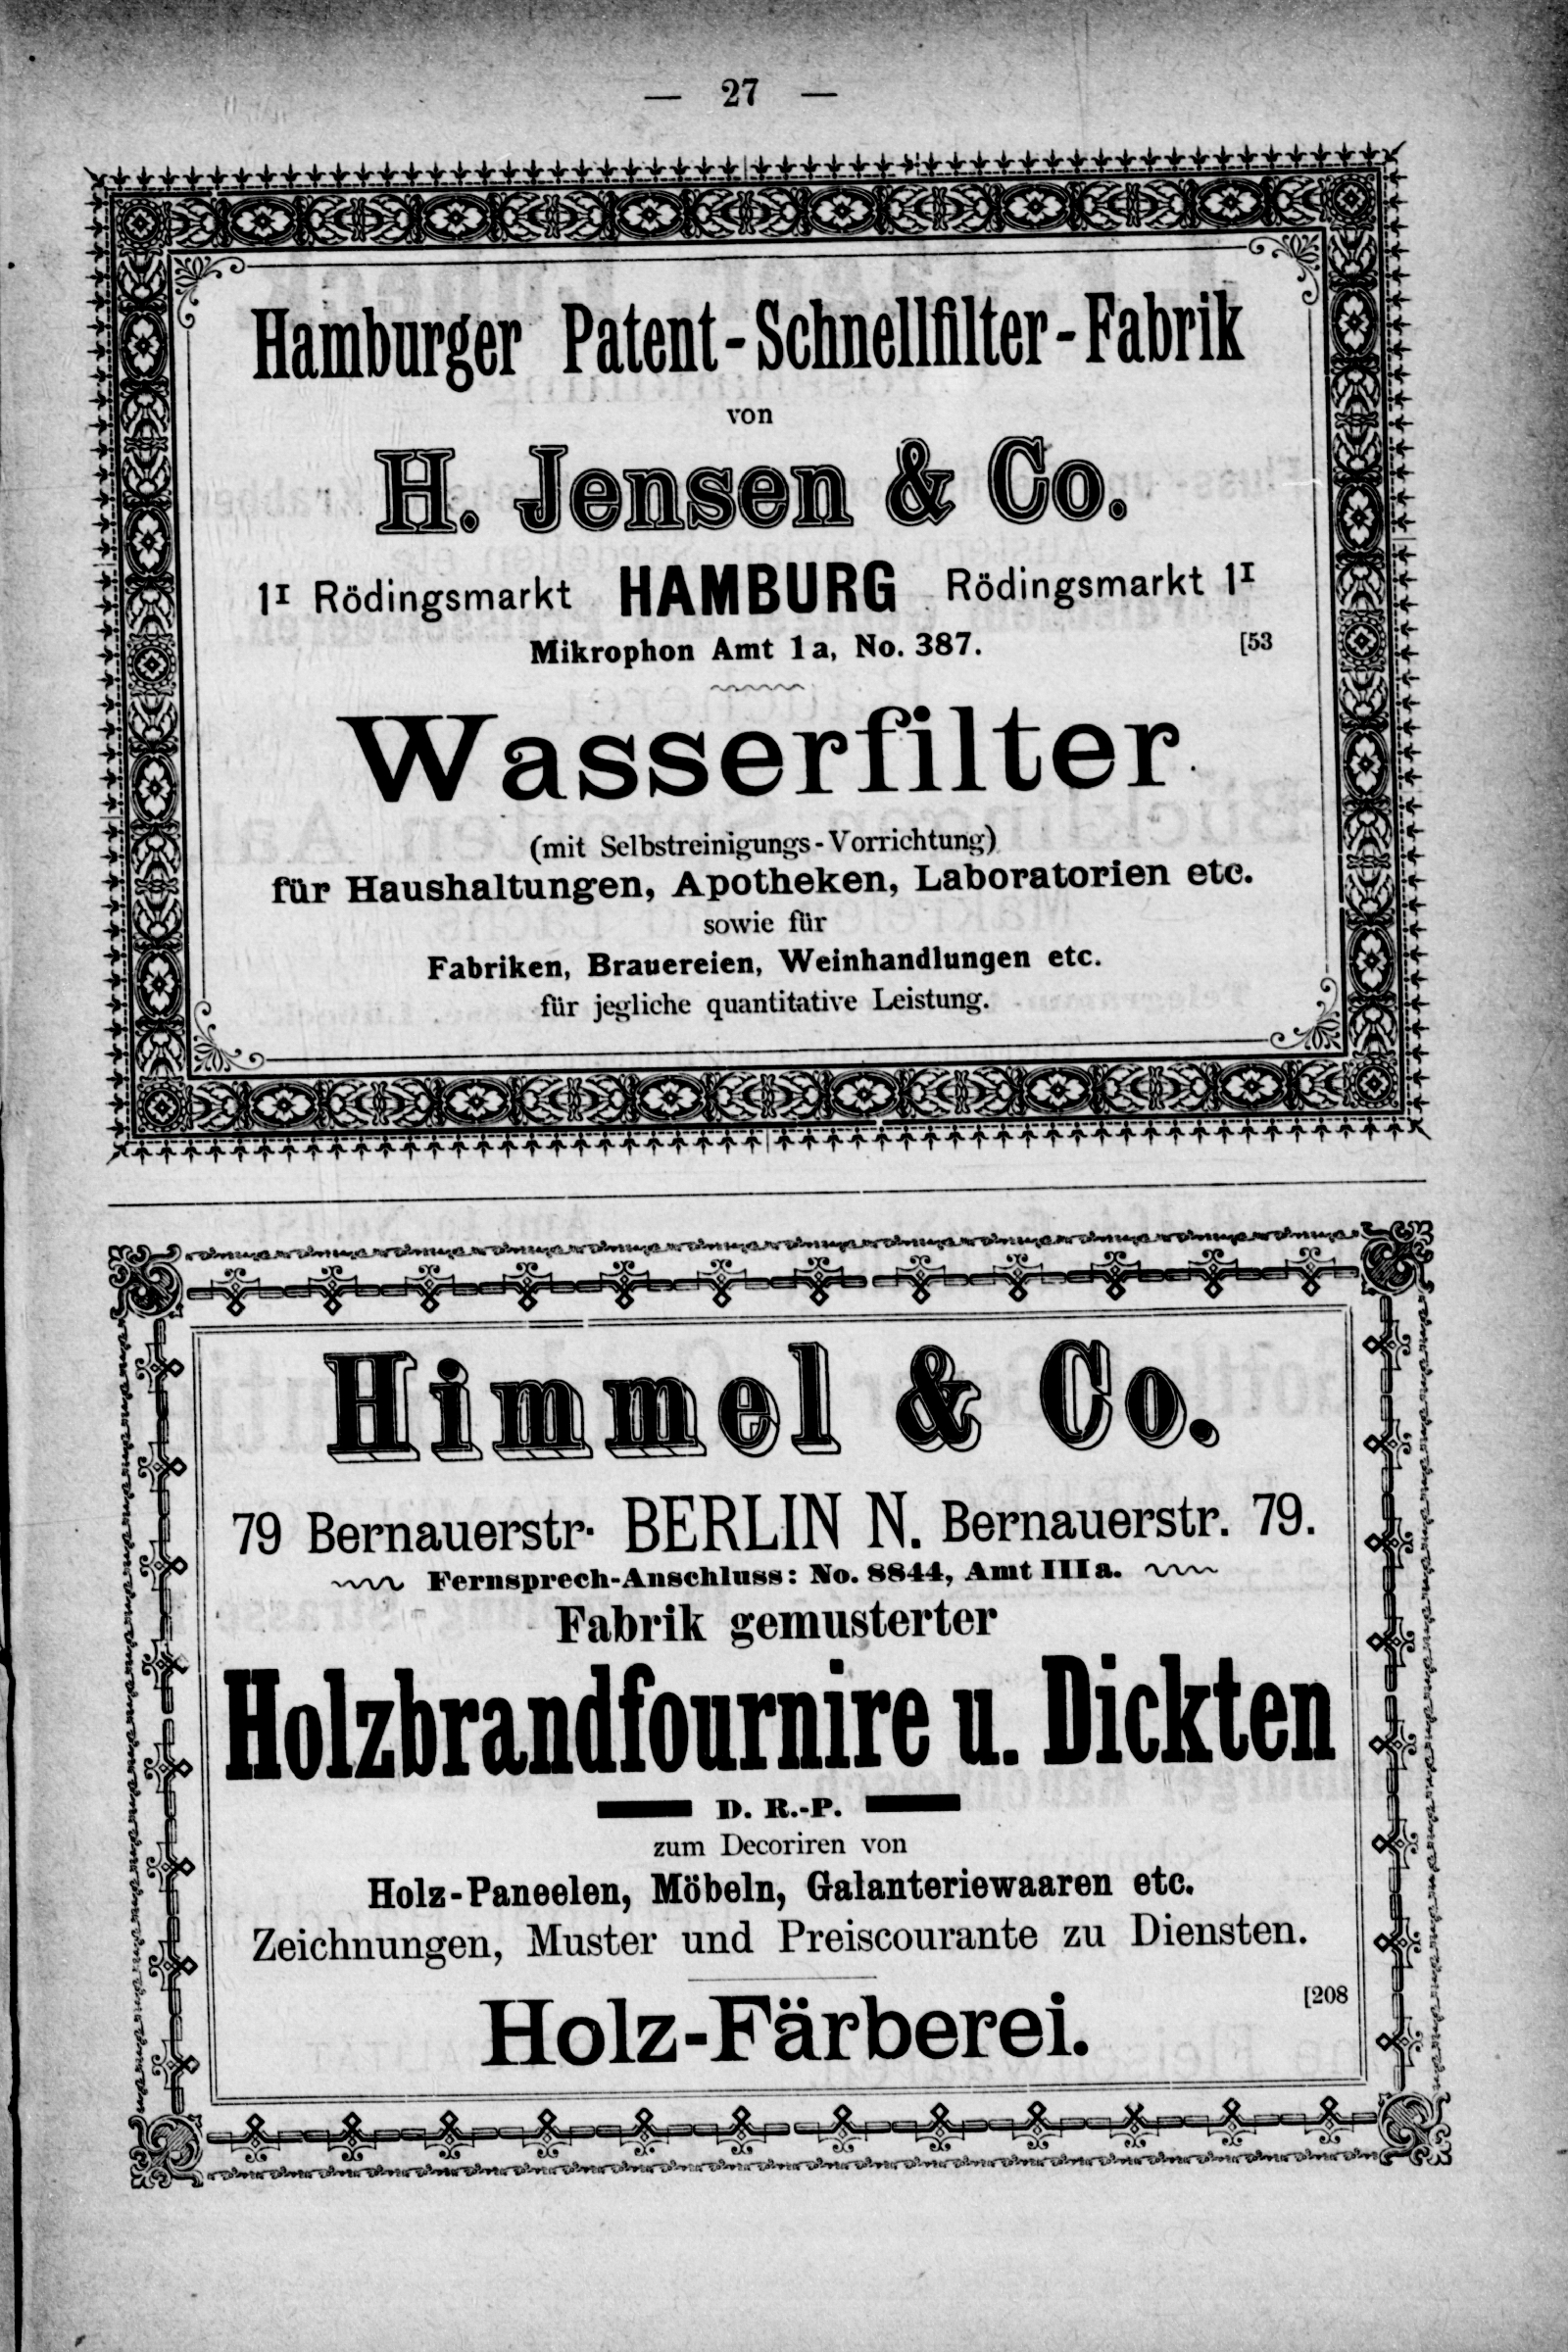 — 27 —
Hamburger Patent-Schnellfilter-Fabrik
von
H. Jensen & Co.
1I Rödingsmarkt HAMBURG Rödingsmarkt 1I
Mikrophon Amt 1a, No. 387. [53
Wasserfilter
(mit Selbstreinigungs-Vorrichtung)
für Haushaltungen, Apotheken, Laboratorien etc.
sowie für
Fabriken, Brauereien, Weinhandlungen etc.
für jegliche quantitative Leistung.
Himmel & Co.
79 Bernauerstr. BERLIN N. Bernauerstr. 79.
Fernsprech-Anschluss: No. 8844, Amt IIIa.
Fabrik gemusterter
Holzbrandfournire u. Dickten
D. R.-P.
zum Decoriren von
Holz-Paneelen, Möbeln, Galanteriewaaren etc.
Zeichnungen, Muster und Preiscourante zu Diensten.
[208
Holz-Färberei.